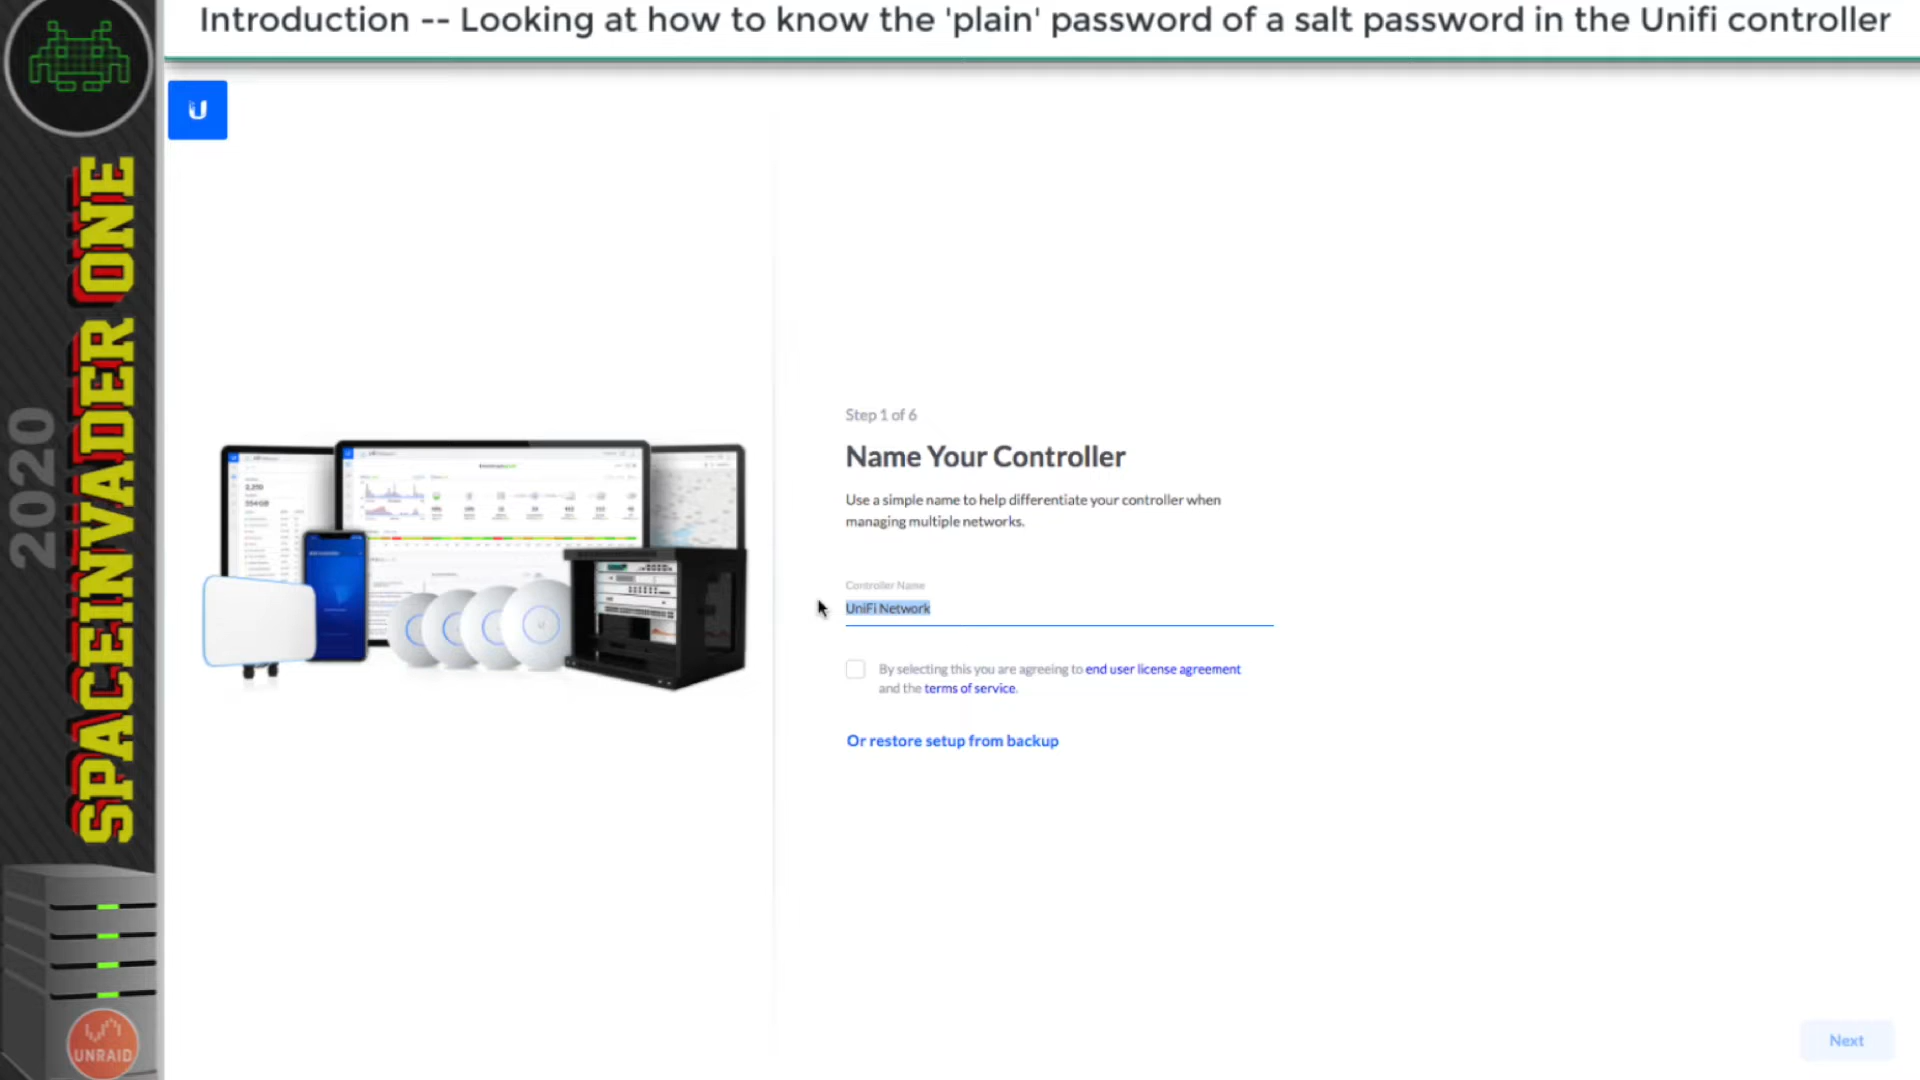 Introduction -- Looking at how to know the 'plain' password of a salt password in the Unifi controller
2020
SPACEINVADER ONE
UNRAID
U
Step 1 of 6
Name Your Controller
Use a simple name to help differentiate your controller when
managing multiple networks.
Controller Name
UniFi Network
By selecting this you are agreeing to end user license agreement
and the terms of service.
Or restore setup from backup
Next